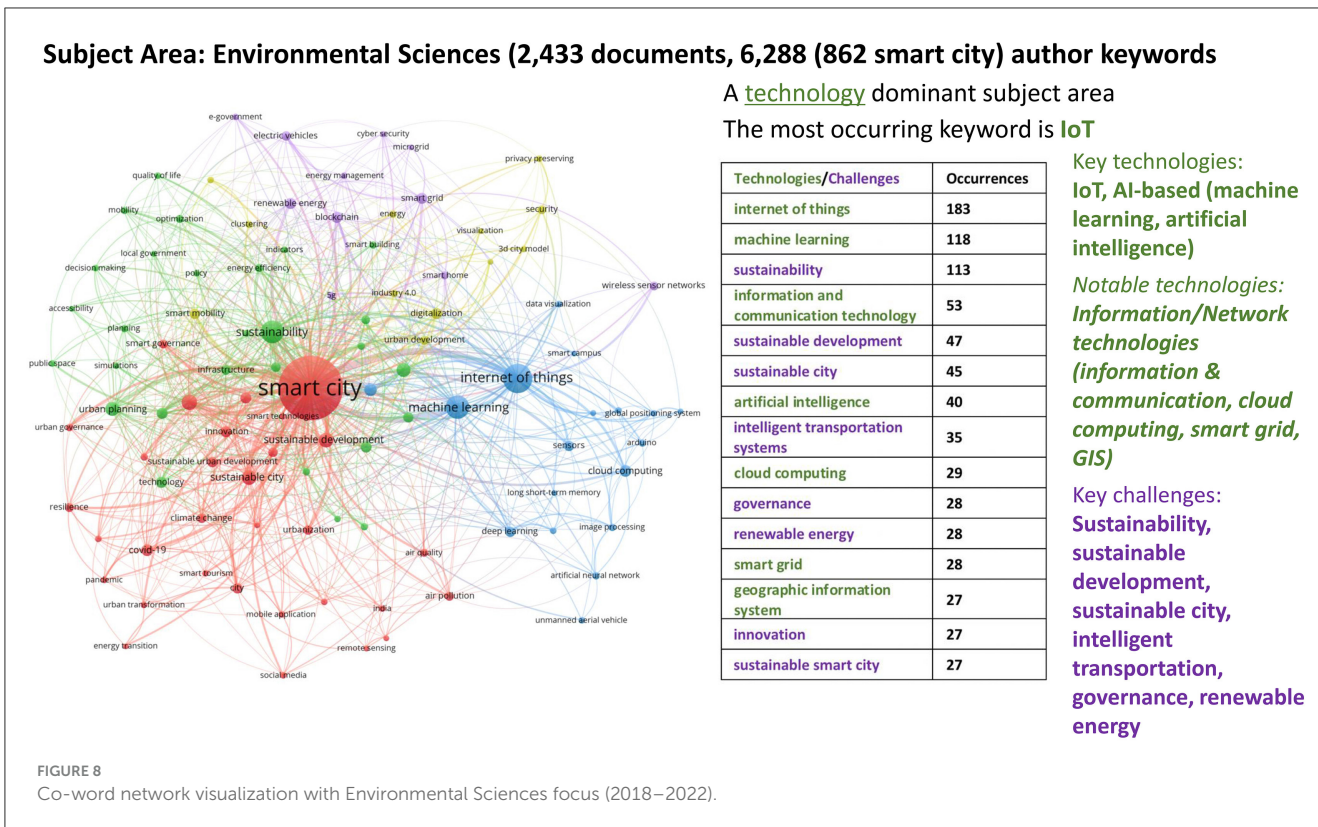 Subject Area: Environmental Sciences (2,433 documents, 6,288 (862 smart city) author keywords
A technology dominant subject area
The most occurring keyword is IoT
e-government
electric vehicles
cyber security
microgrid
privacy preserving
quality of life
energy management
mobility
optimization
renewable energy
blockchain
smart grid
energy
security
clustering
visualization
local government
indicators
smart building
3d city model
decision making
policy
energy efficiency
smart home
wireless sensor networks
5g
industry 4.0
data visualization
accessibility
smart mobility
digitalization
planning
sustainability
smart governance
urban development
smart campus
public space
simulations
infrastructure
smart city
internet of things
urban planning
machine learning
smart technologies
global positioning system
urban governance
innovation
sustainable development
sensors
arduino
sustainable urban development
sustainable city
cloud computing
technology
long short-term memory
resilience
climate change
urbanization
deep learning
image processing
covid-19
air quality
pandemic
smart tourism
city
artificial neural network
air pollution
urban transformation
mobile application
india
unmanned aerial vehicle
energy transition
remote sensing
social media
Technologies/Challenges Occurrences
internet of things 183
machine learning 118
sustainability 113
information and
communication technology 53
sustainable development 47
sustainable city 45
artificial intelligence 40
intelligent transportation
systems 35
cloud computing 29
governance 28
renewable energy 28
smart grid 28
geographic information
system 27
innovation 27
sustainable smart city 27
Key technologies:
IoT, AI-based (machine
learning, artificial
intelligence)
Notable technologies:
Information/Network
technologies
(information &
communication, cloud
computing, smart grid,
GIS)
Key challenges:
Sustainability,
sustainable
development,
sustainable city,
intelligent
transportation,
governance, renewable
energy
FIGURE 8
Co-word network visualization with Environmental Sciences focus (2018–2022).